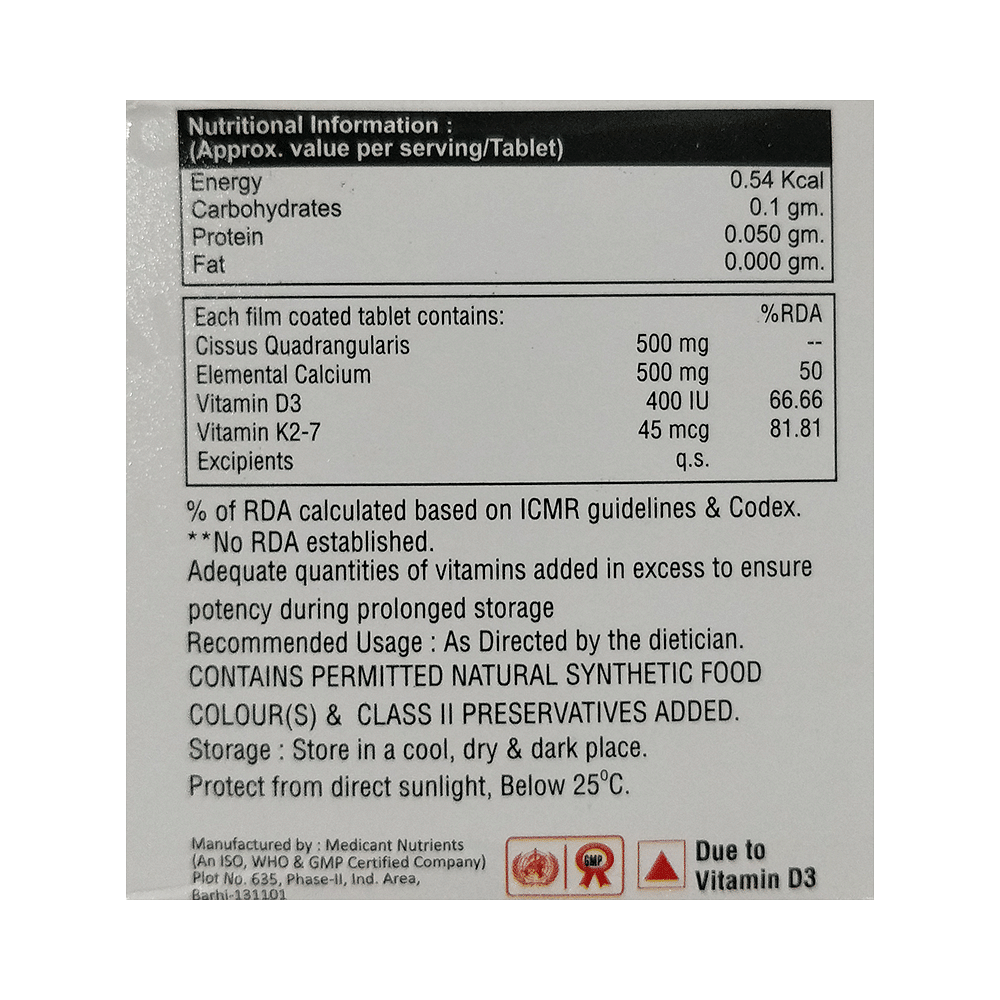 Nutritional Information :
(Approx. value per serving/Tablet)
Energy 0.54 Kcal
Carbohydrates 0.1 gm.
Protein 0.050 gm.
Fat 0.000 gm.
Each film coated tablet contains: %RDA
Cissus Quadrangularis 500 mg --
Elemental Calcium 500 mg 50
Vitamin D3 400 IU 66.66
Vitamin K2-7 45 mcg 81.81
Excipients q.s.
% of RDA calculated based on ICMR guidelines & Codex.
**No RDA established.
Adequate quantities of vitamins added in excess to ensure
potency during prolonged storage
Recommended Usage : As Directed by the dietician.
CONTAINS PERMITTED NATURAL SYNTHETIC FOOD
COLOUR(S) & CLASS II PRESERVATIVES ADDED.
Storage : Store in a cool, dry & dark place.
Protect from direct sunlight, Below 25°C.
Manufactured by : Medicant Nutrients
(An ISO, WHO & GMP Certified Company)
Plot No. 635, Phase-II, Ind. Area,
Barhi-131101
GMP
Due to
Vitamin D3